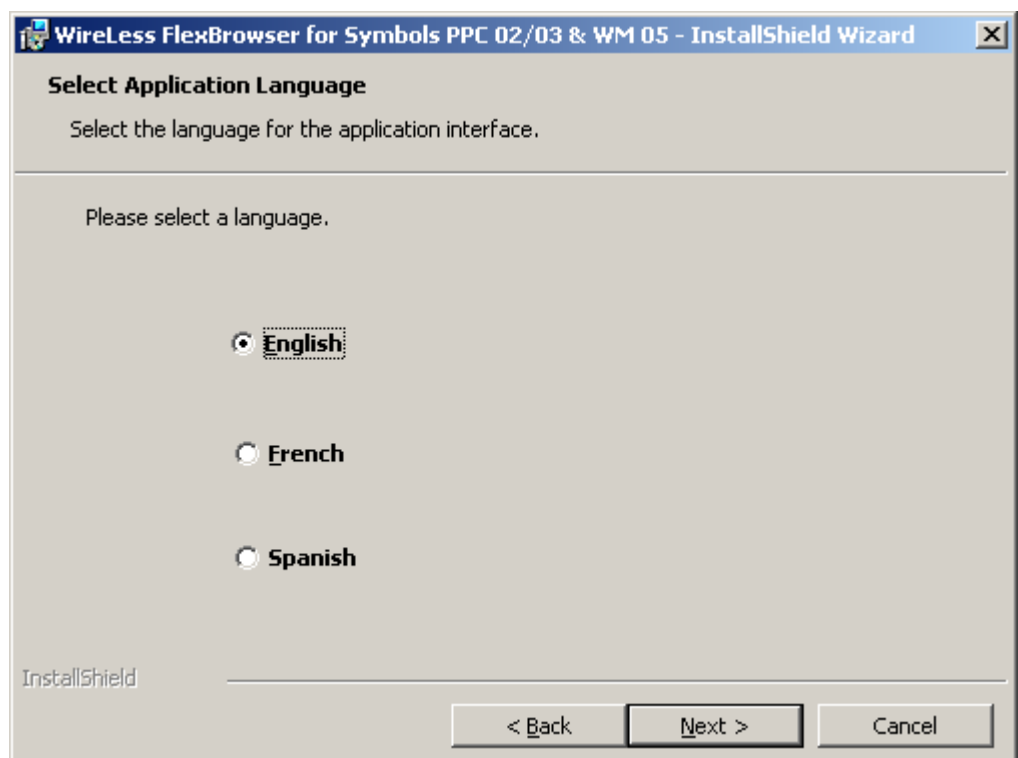 WireLess FlexBrowser for Symbols PPC 02/03 & WM 05 - InstallShield Wizard
Select Application Language
Select the language for the application interface.
Please select a language.
English
French
Spanish
InstallShield
< Back Next > Cancel